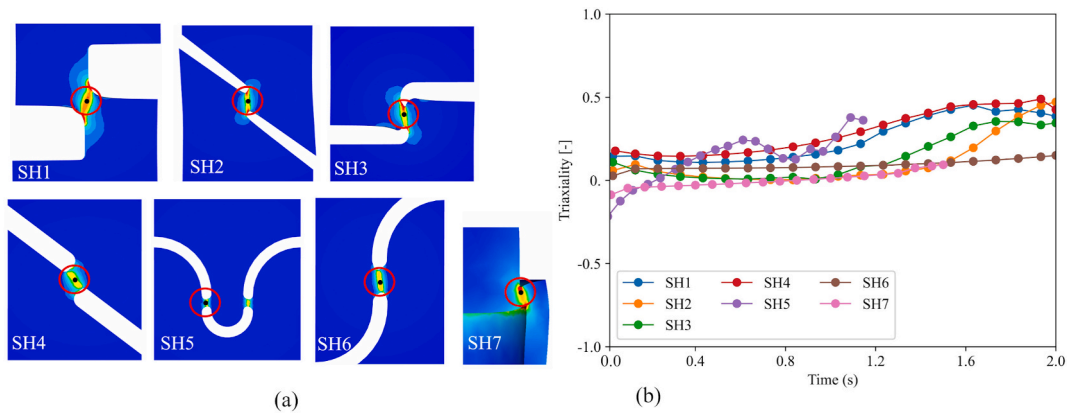 SH1
SH2
SH3
SH4
SH5
SH6
SH7
(a)
(b)
1.0
0.5
0.0
-0.5
-1.0
Triaxiality [-]
SH1 SH4 SH6
SH2 SH5 SH7
SH3
0.0 0.4 0.8 1.2 1.6 2.0
Time (s)
(b)